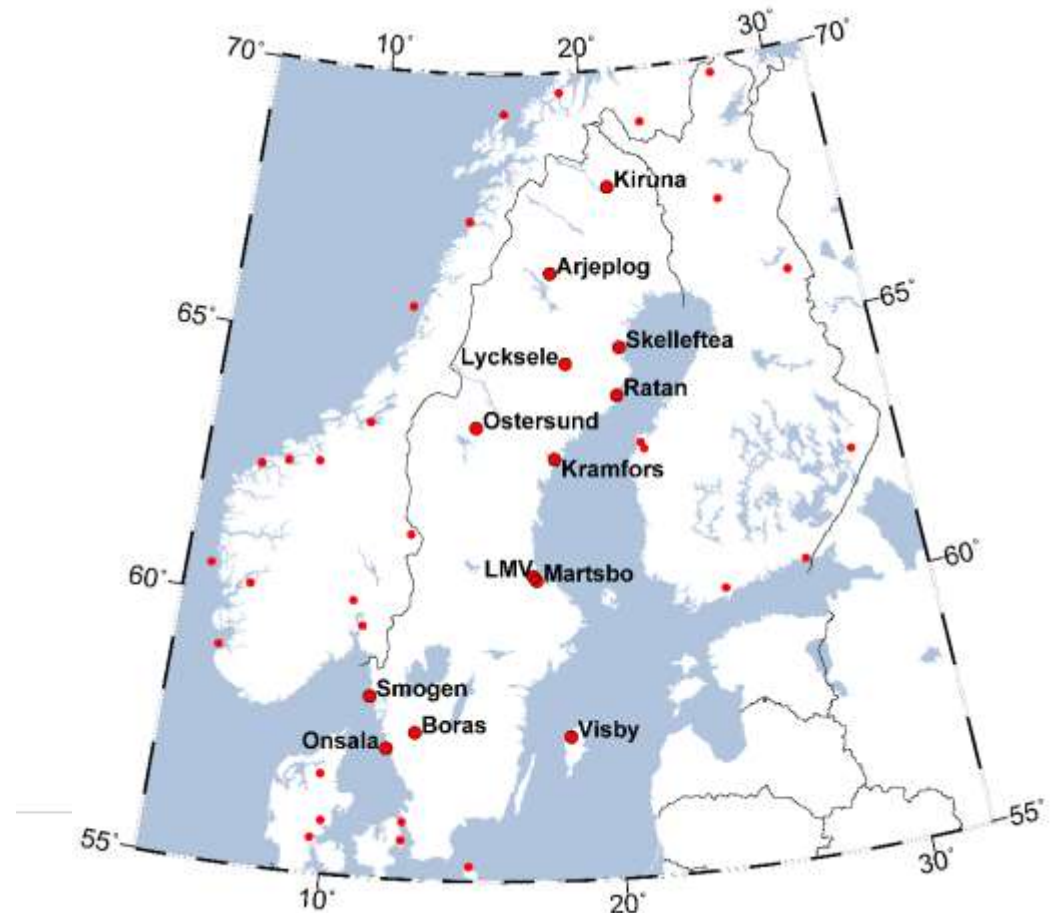 30°
10°
20°
70°
70°
Kiruna
Arjeplog
65°
65°
Skelleftea
Lycksele
Ratan
Ostersund
Kramfors
60°
LMV
Martsbo
60°
Smogen
Boras
Visby
Onsala
55°
55°
30°
10°
20°